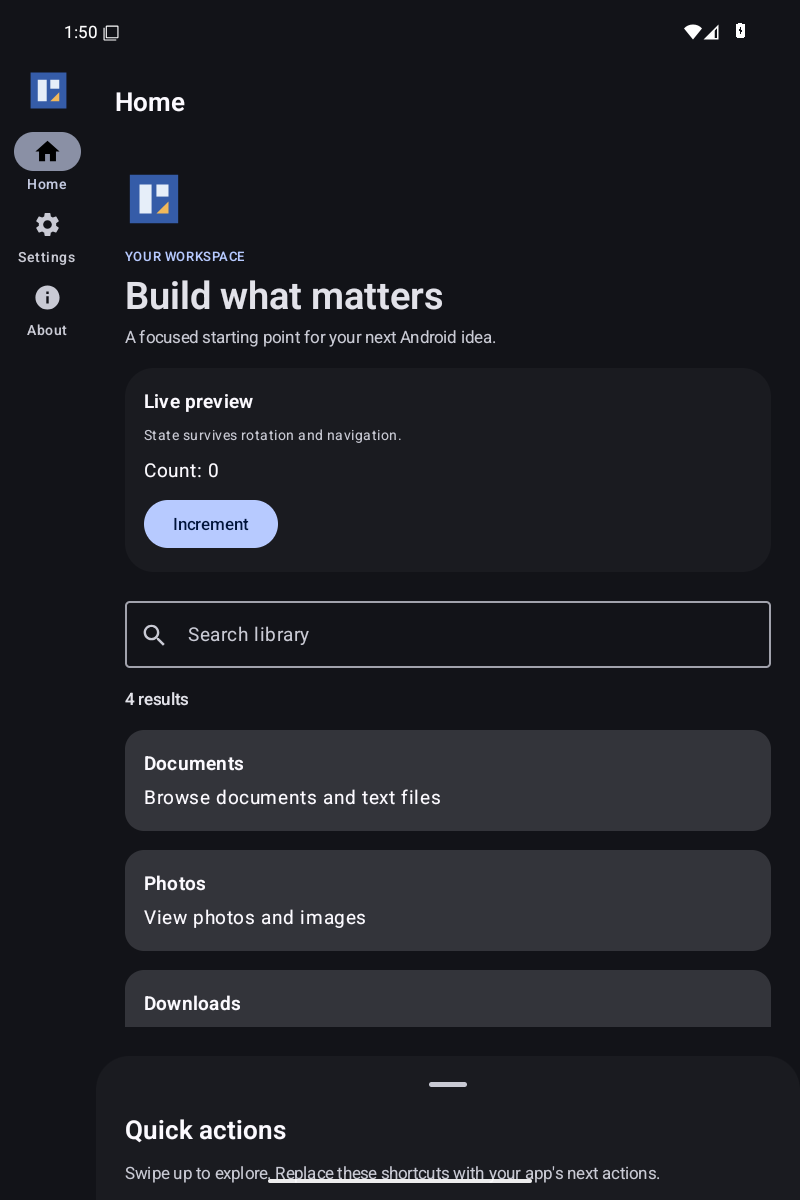 1:50
Home
Home
Settings
About
YOUR WORKSPACE
Build what matters
A focused starting point for your next Android idea.
Live preview
State survives rotation and navigation.
Count: 0
Increment
Search library
4 results
Documents
Browse documents and text files
Photos
View photos and images
Downloads
Quick actions
Swipe up to explore. Replace these shortcuts with your app's next actions.